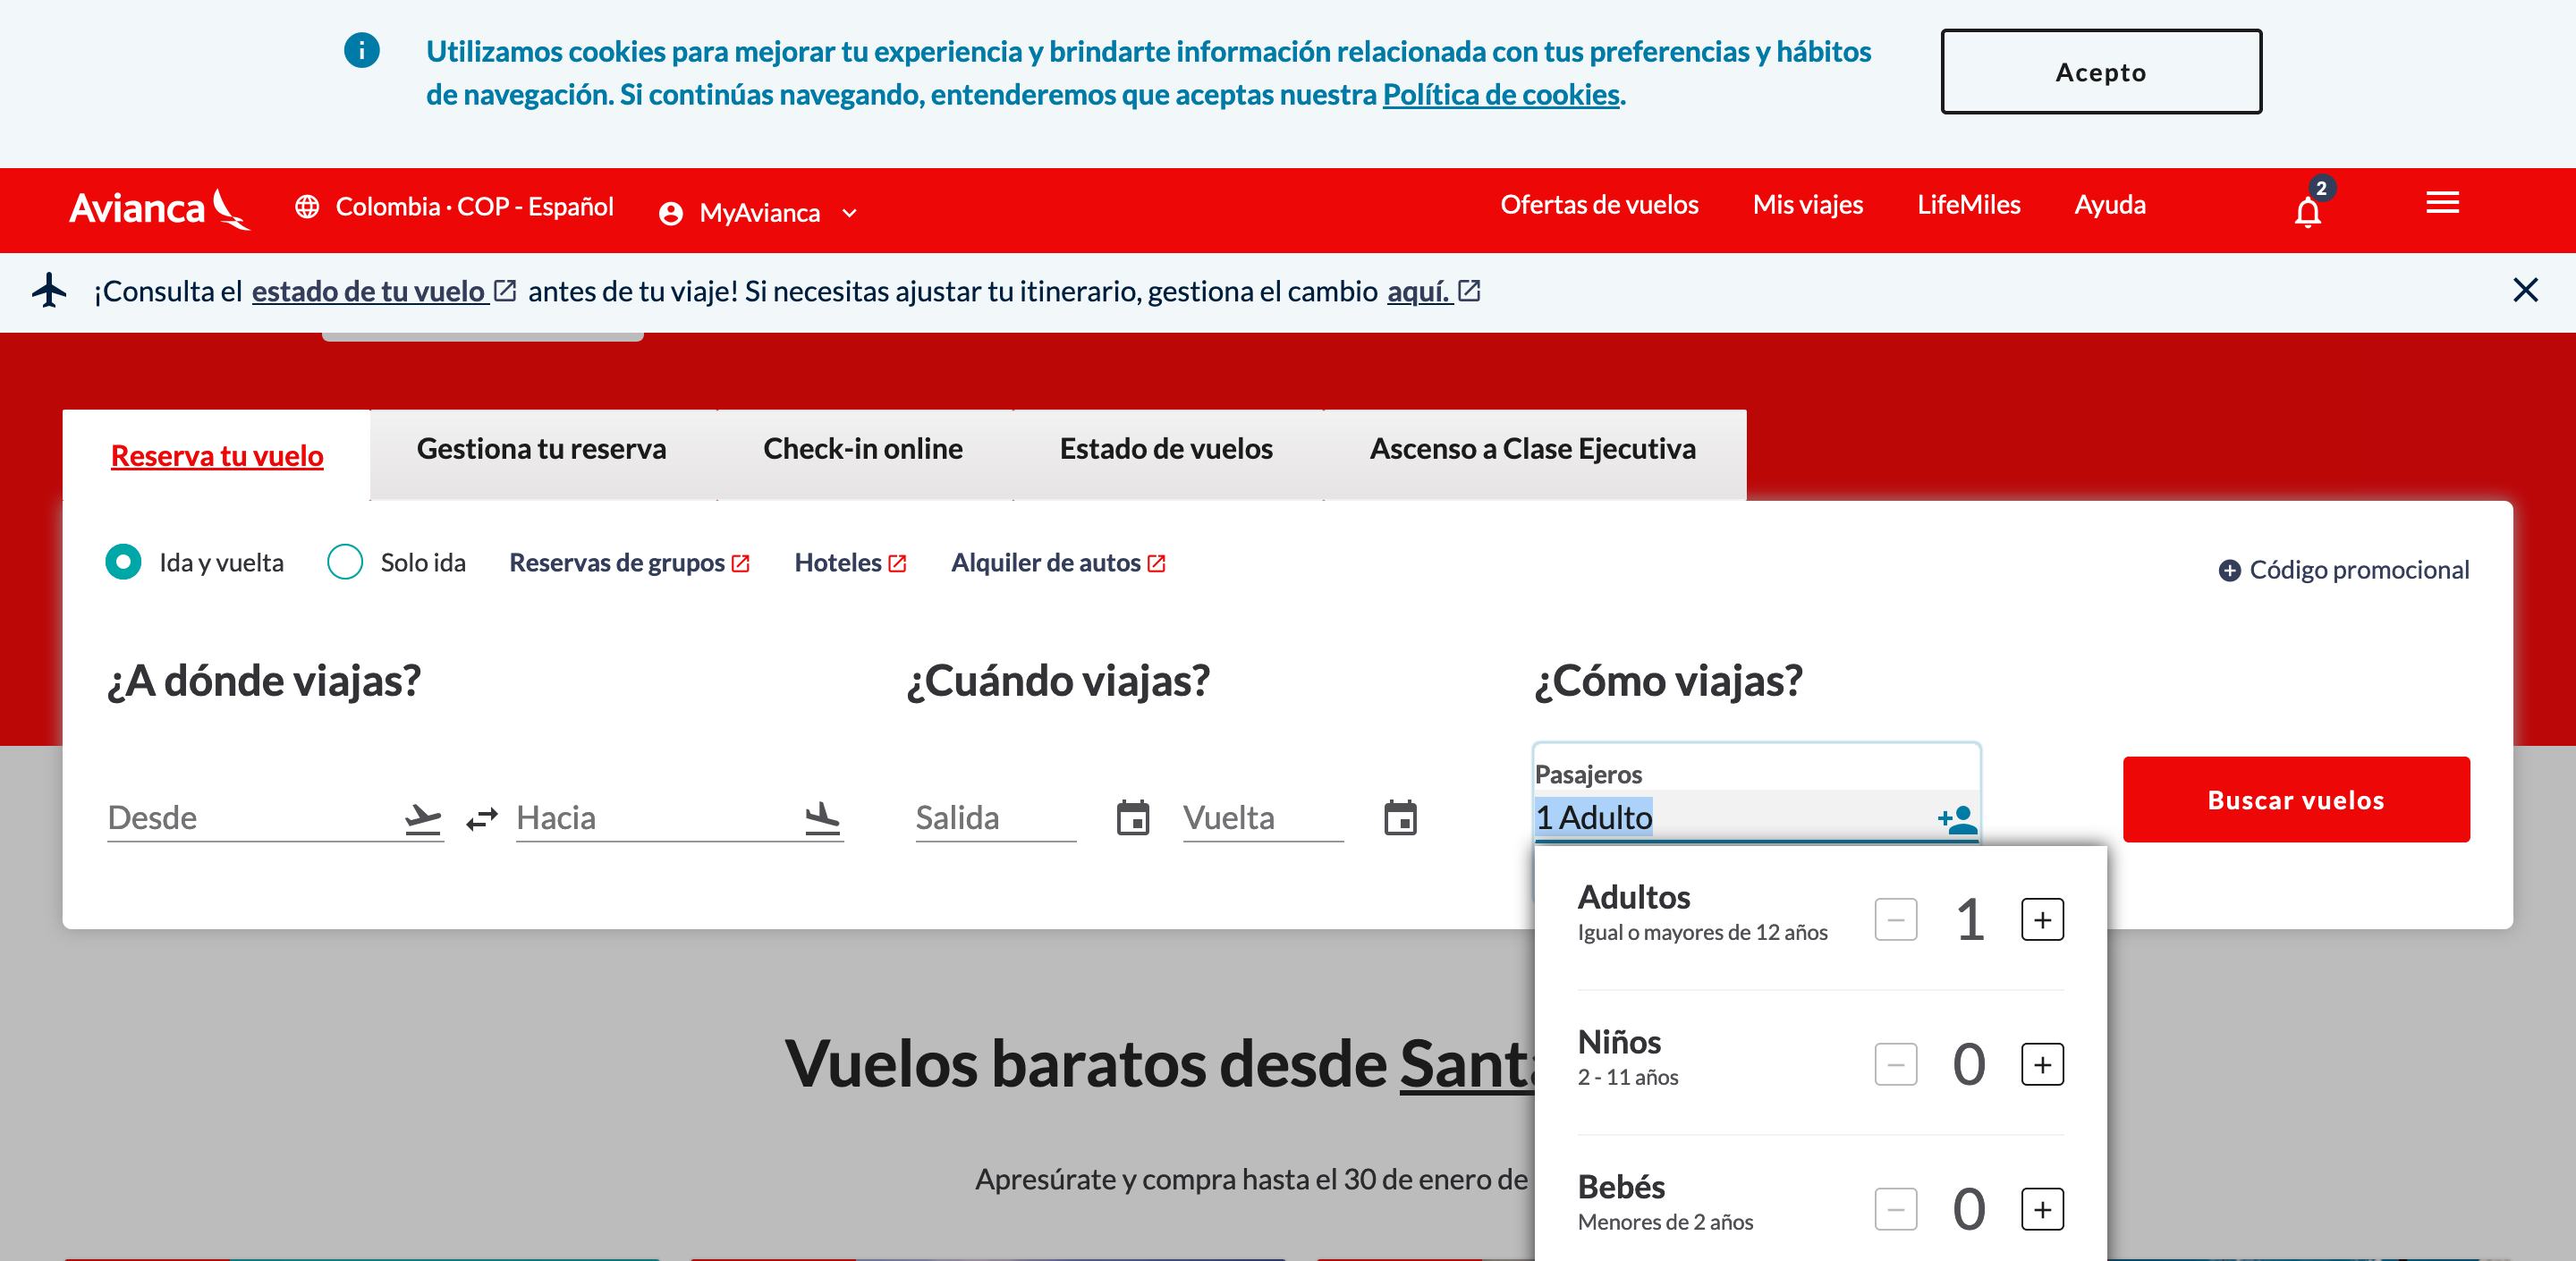 Utilizamos cookies para mejorar tu experiencia y brindarte información relacionada con tus preferencias y hábitos
de navegación. Si continúas navegando, entenderemos que aceptas nuestra Política de cookies.
Acepto
Avianca
Colombia · COP - Español
MyAvianca
Ofertas de vuelos
Mis viajes
LifeMiles
Ayuda
2
¡Consulta el estado de tu vuelo antes de tu viaje! Si necesitas ajustar tu itinerario, gestiona el cambio aquí.
Reserva tu vuelo
Gestiona tu reserva
Check-in online
Estado de vuelos
Ascenso a Clase Ejecutiva
Ida y vuelta
Solo ida
Reservas de grupos
Hoteles
Alquiler de autos
Código promocional
¿A dónde viajas?
¿Cuándo viajas?
¿Cómo viajas?
Desde
Hacia
Salida
Vuelta
Pasajeros
1 Adulto
Buscar vuelos
Adultos
Igual o mayores de 12 años
1
Niños
2 - 11 años
0
Bebés
Menores de 2 años
0
Vuelos baratos desde
Apresúrate y compra hasta el 30 de enero de